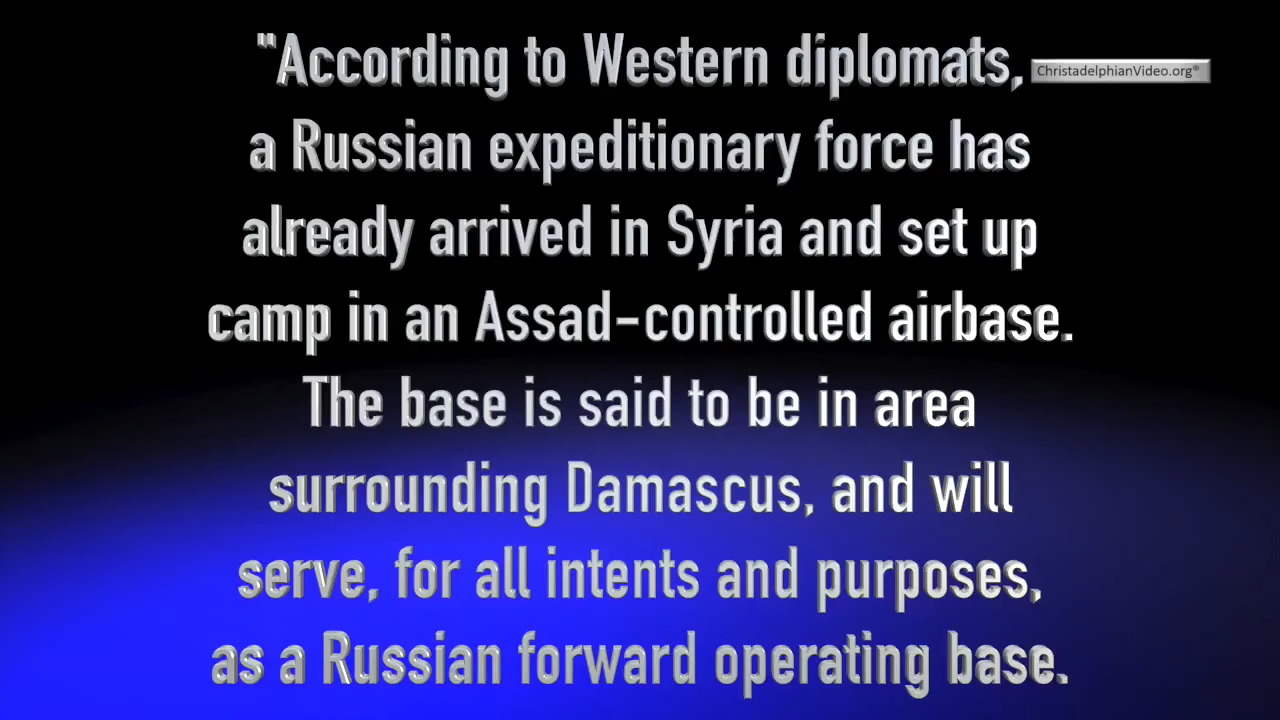 "According to Western diplomats,
ChristadelphianVideo.org®
a Russian expeditionary force has
already arrived in Syria and set up
camp in an Assad-controlled airbase.
The base is said to be in area
surrounding Damascus, and will
serve, for all intents and purposes,
as a Russian forward operating base.